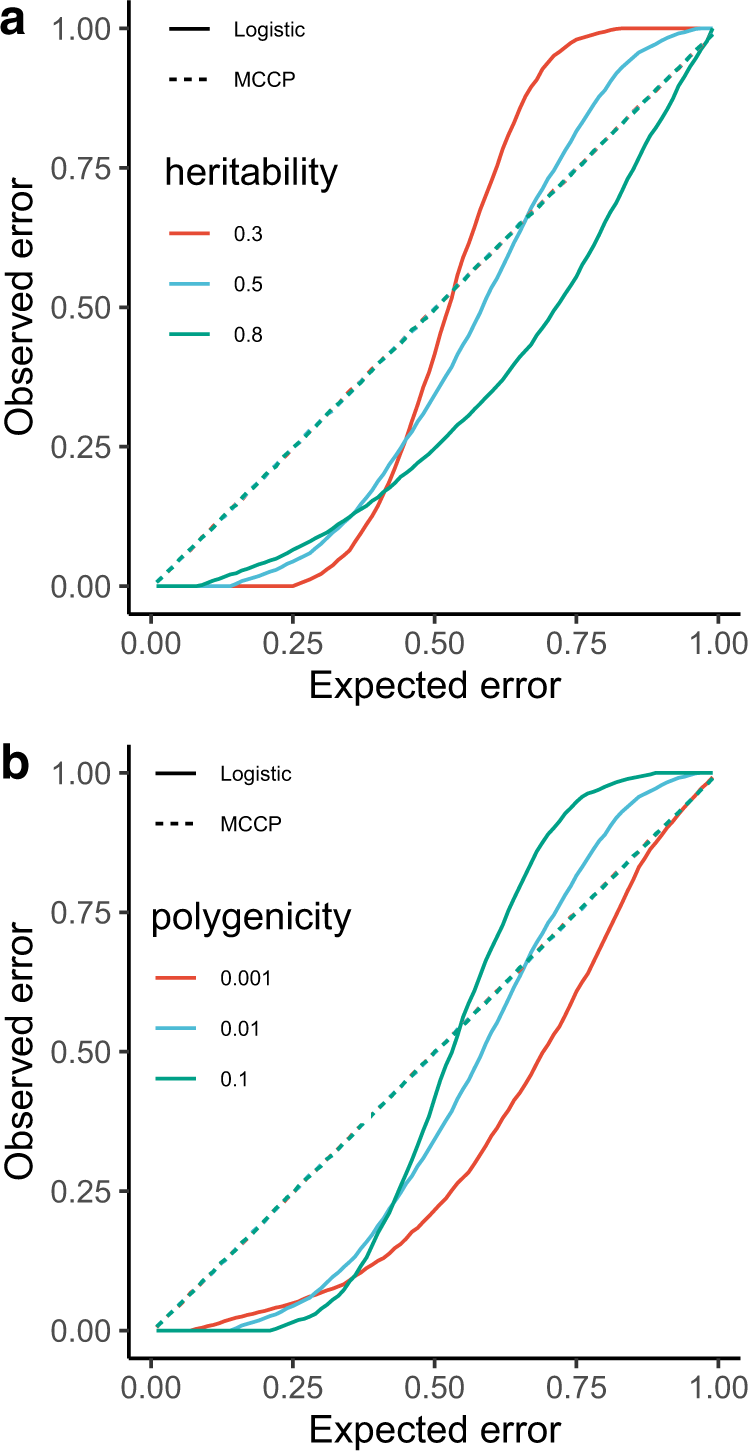 a
1.00
0.75
0.50
0.25
0.00
Observed error
Logistic
MCCP
heritability
0.3
0.5
0.8
0.00 0.25 0.50 0.75 1.00
Expected error
b
1.00
0.75
0.50
0.25
0.00
Observed error
Logistic
MCCP
polygenicity
0.001
0.01
0.1
0.00 0.25 0.50 0.75 1.00
Expected error